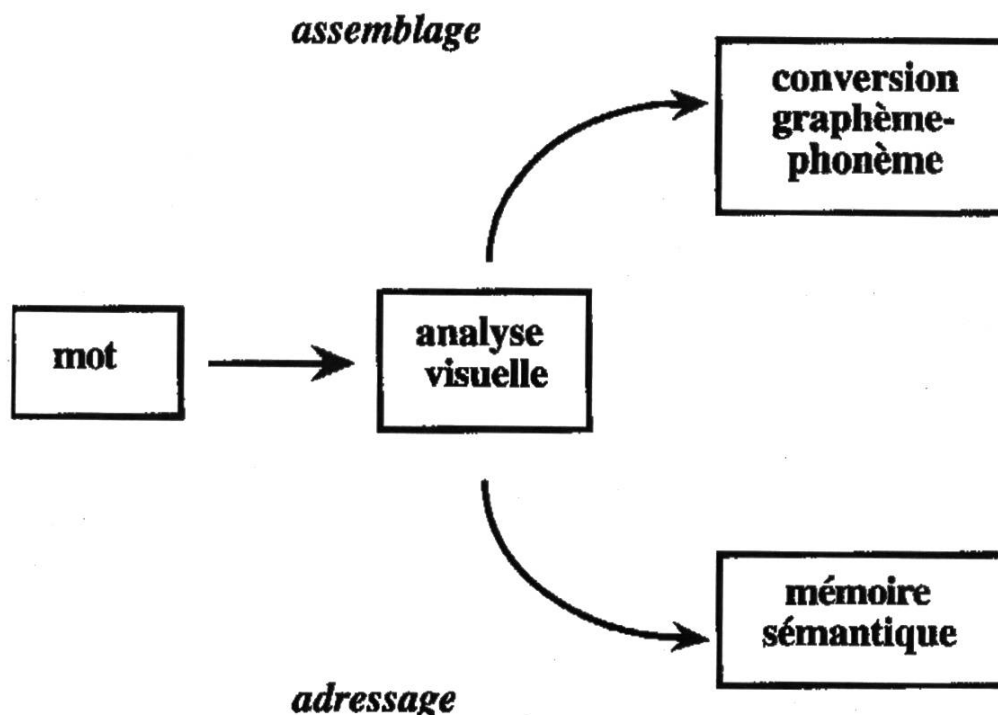 assemblage
conversion
graphème-
phonème
mot
analyse
visuelle
mémoire
sémantique
adressage